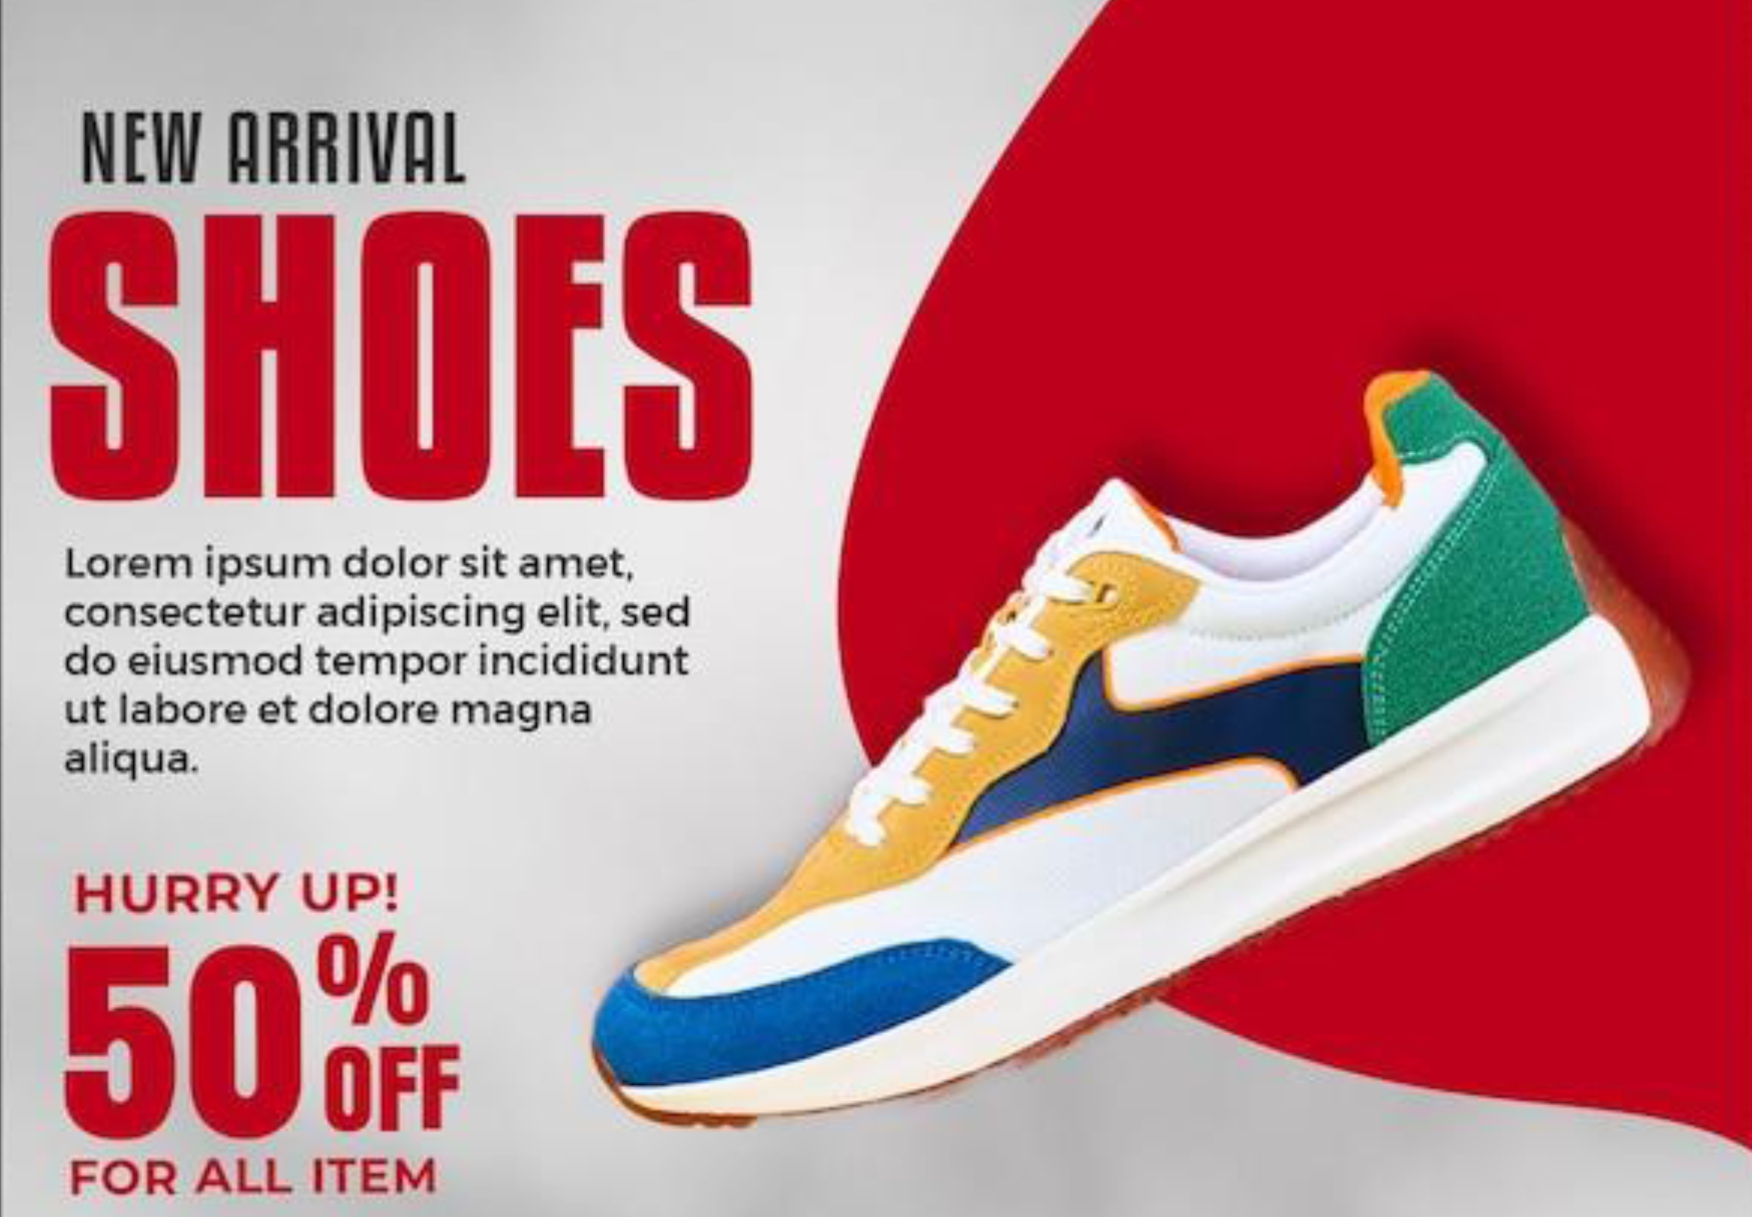 NEW ARRIVAL
SHOES
Lorem ipsum dolor sit amet,
consectetur adipiscing elit, sed
do eiusmod tempor incididunt
ut labore et dolore magna
aliqua.
HURRY UP!
50% OFF
FOR ALL ITEM